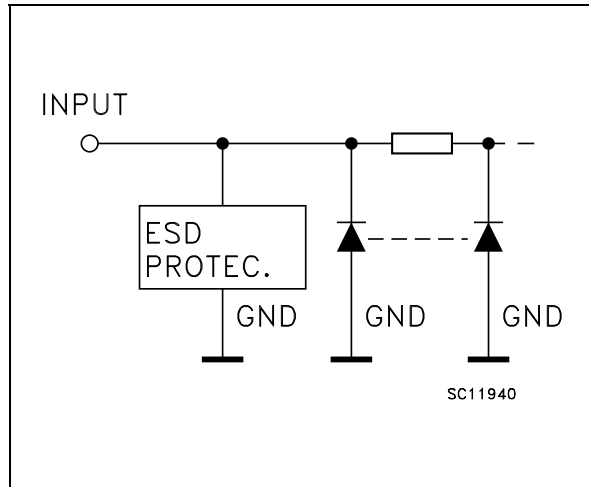 INPUT
ESD
PROTEC.
GND GND GND
SC11940